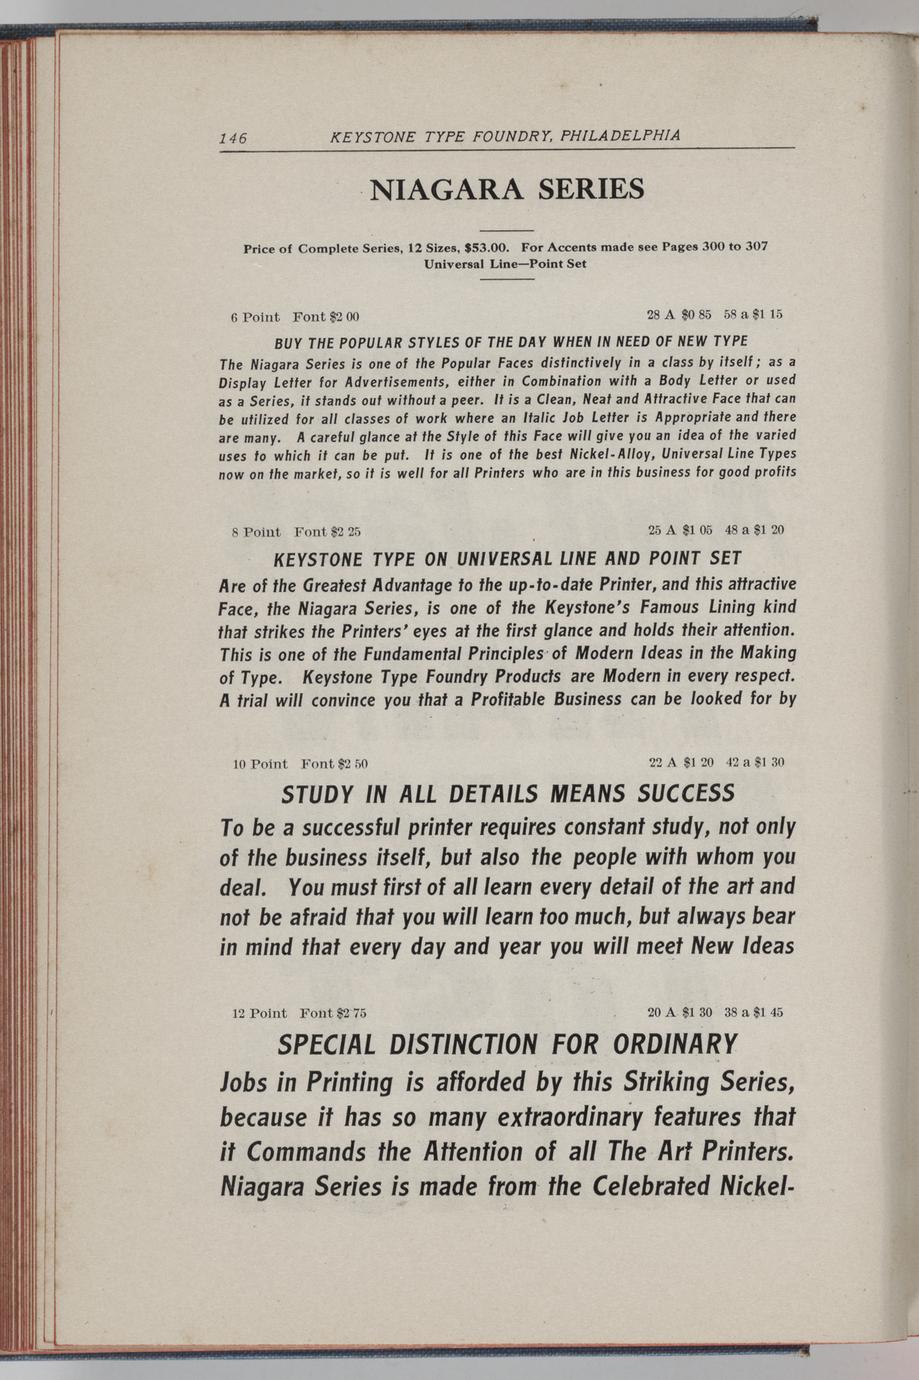 146 KEYSTONE TYPE FOUNDRY, PHILADELPHIA
NIAGARA SERIES
Price of Complete Series, 12 Sizes, $53.00. For Accents made see Pages 300 to 307
Universal Line—Point Set
6 Point Font $2 00 28 A $0 85 58 a $1 15
BUY THE POPULAR STYLES OF THE DAY WHEN IN NEED OF NEW TYPE
The Niagara Series is one of the Popular Faces distinctively in a class by itself; as a
Display Letter for Advertisements, either in Combination with a Body Letter or used
as a Series, it stands out without a peer. It is a Clean, Neat and Attractive Face that can
be utilized for all classes of work where an Italic Job Letter is Appropriate and there
are many. A careful glance at the Style of this Face will give you an idea of the varied
uses to which it can be put. It is one of the best Nickel-Alloy, Universal Line Types
now on the market, so it is well for all Printers who are in this business for good profits
8 Point Font $2 25 25 A $1 05 48 a $1 20
KEYSTONE TYPE ON UNIVERSAL LINE AND POINT SET
Are of the Greatest Advantage to the up-to-date Printer, and this attractive
Face, the Niagara Series, is one of the Keystone's Famous Lining kind
that strikes the Printers' eyes at the first glance and holds their attention.
This is one of the Fundamental Principles of Modern Ideas in the Making
of Type. Keystone Type Foundry Products are Modern in every respect.
A trial will convince you that a Profitable Business can be looked for by
10 Point Font $2 50 22 A $1 20 42 a $1 30
STUDY IN ALL DETAILS MEANS SUCCESS
To be a successful printer requires constant study, not only
of the business itself, but also the people with whom you
deal. You must first of all learn every detail of the art and
not be afraid that you will learn too much, but always bear
in mind that every day and year you will meet New Ideas
12 Point Font $2 75 20 A $1 30 38 a $1 45
SPECIAL DISTINCTION FOR ORDINARY
Jobs in Printing is afforded by this Striking Series,
because it has so many extraordinary features that
it Commands the Attention of all The Art Printers.
Niagara Series is made from the Celebrated Nickel-